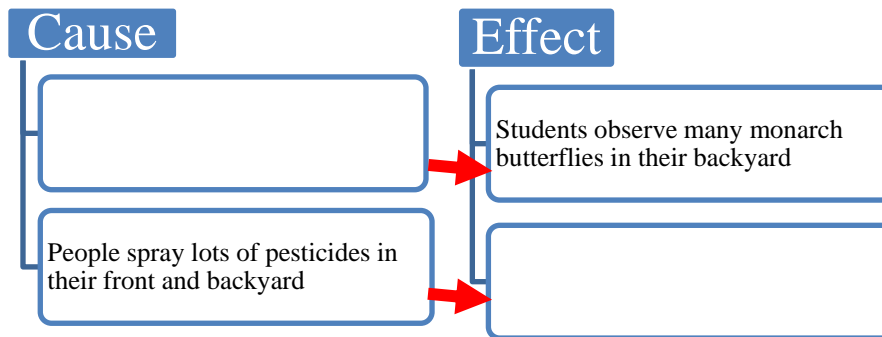 Cause
Effect
Students observe many monarch
butterflies in their backyard
People spray lots of pesticides in
their front and backyard